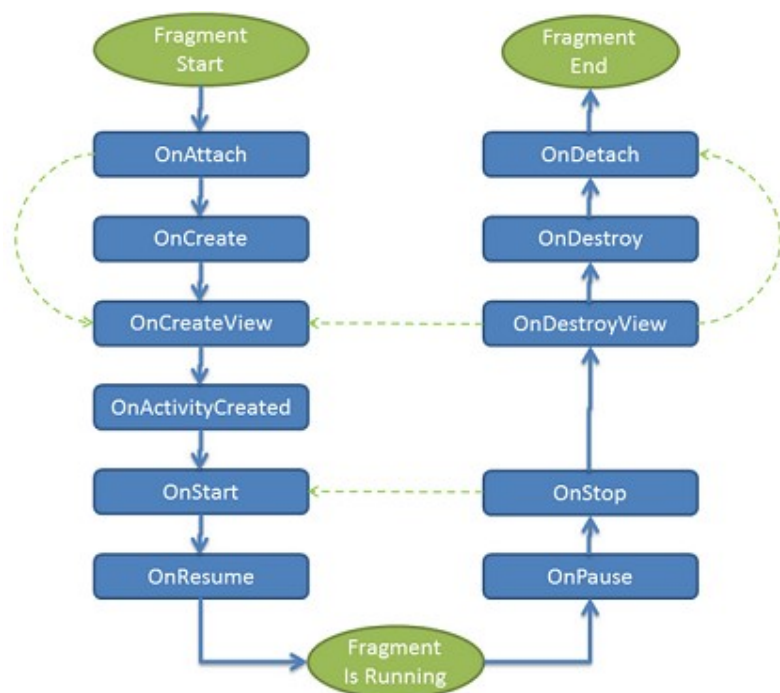 Fragment
Start
OnAttach
OnCreate
OnCreateView
OnActivityCreated
OnStart
OnResume
Fragment
Is Running
Fragment
End
OnDetach
OnDestroy
OnDestroyView
OnStop
OnPause